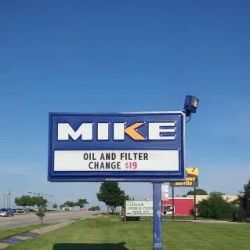 MIKE
OIL AND FILTER
CHANGE $19